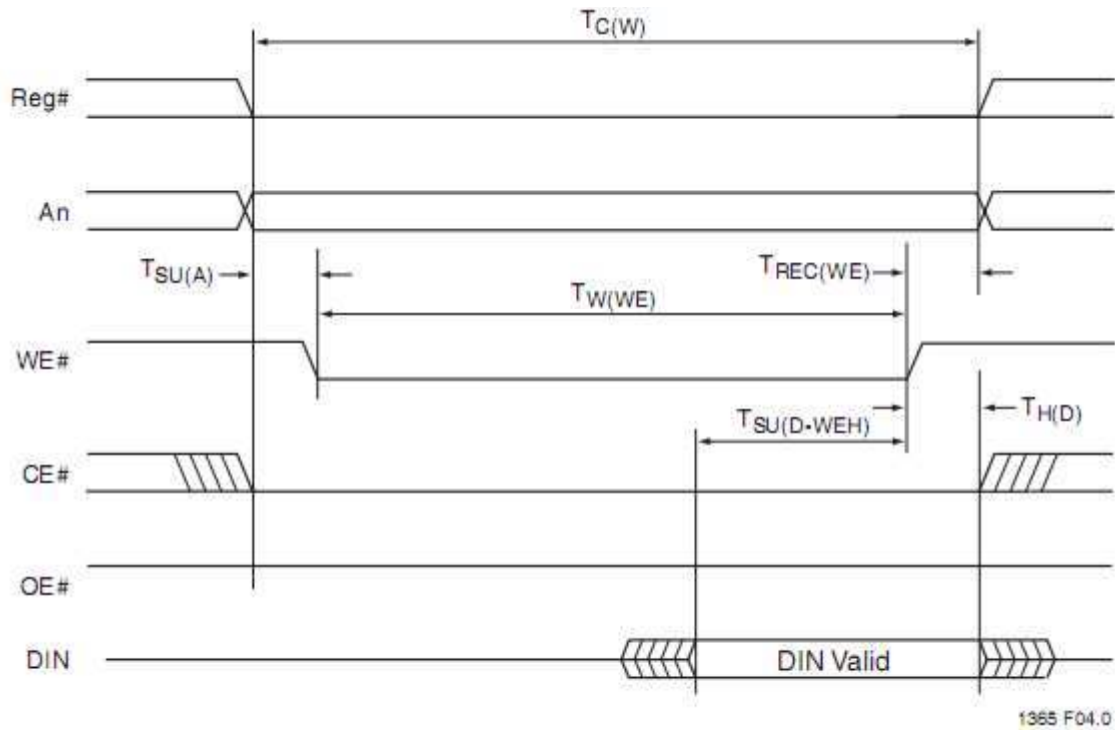 TC(W)
Reg#
An
TSU(A)
TREC(WE)
TW(WE)
WE#
TSU(D-WEH)
TH(D)
CE#
OE#
DIN
DIN Valid
1365 F04.0